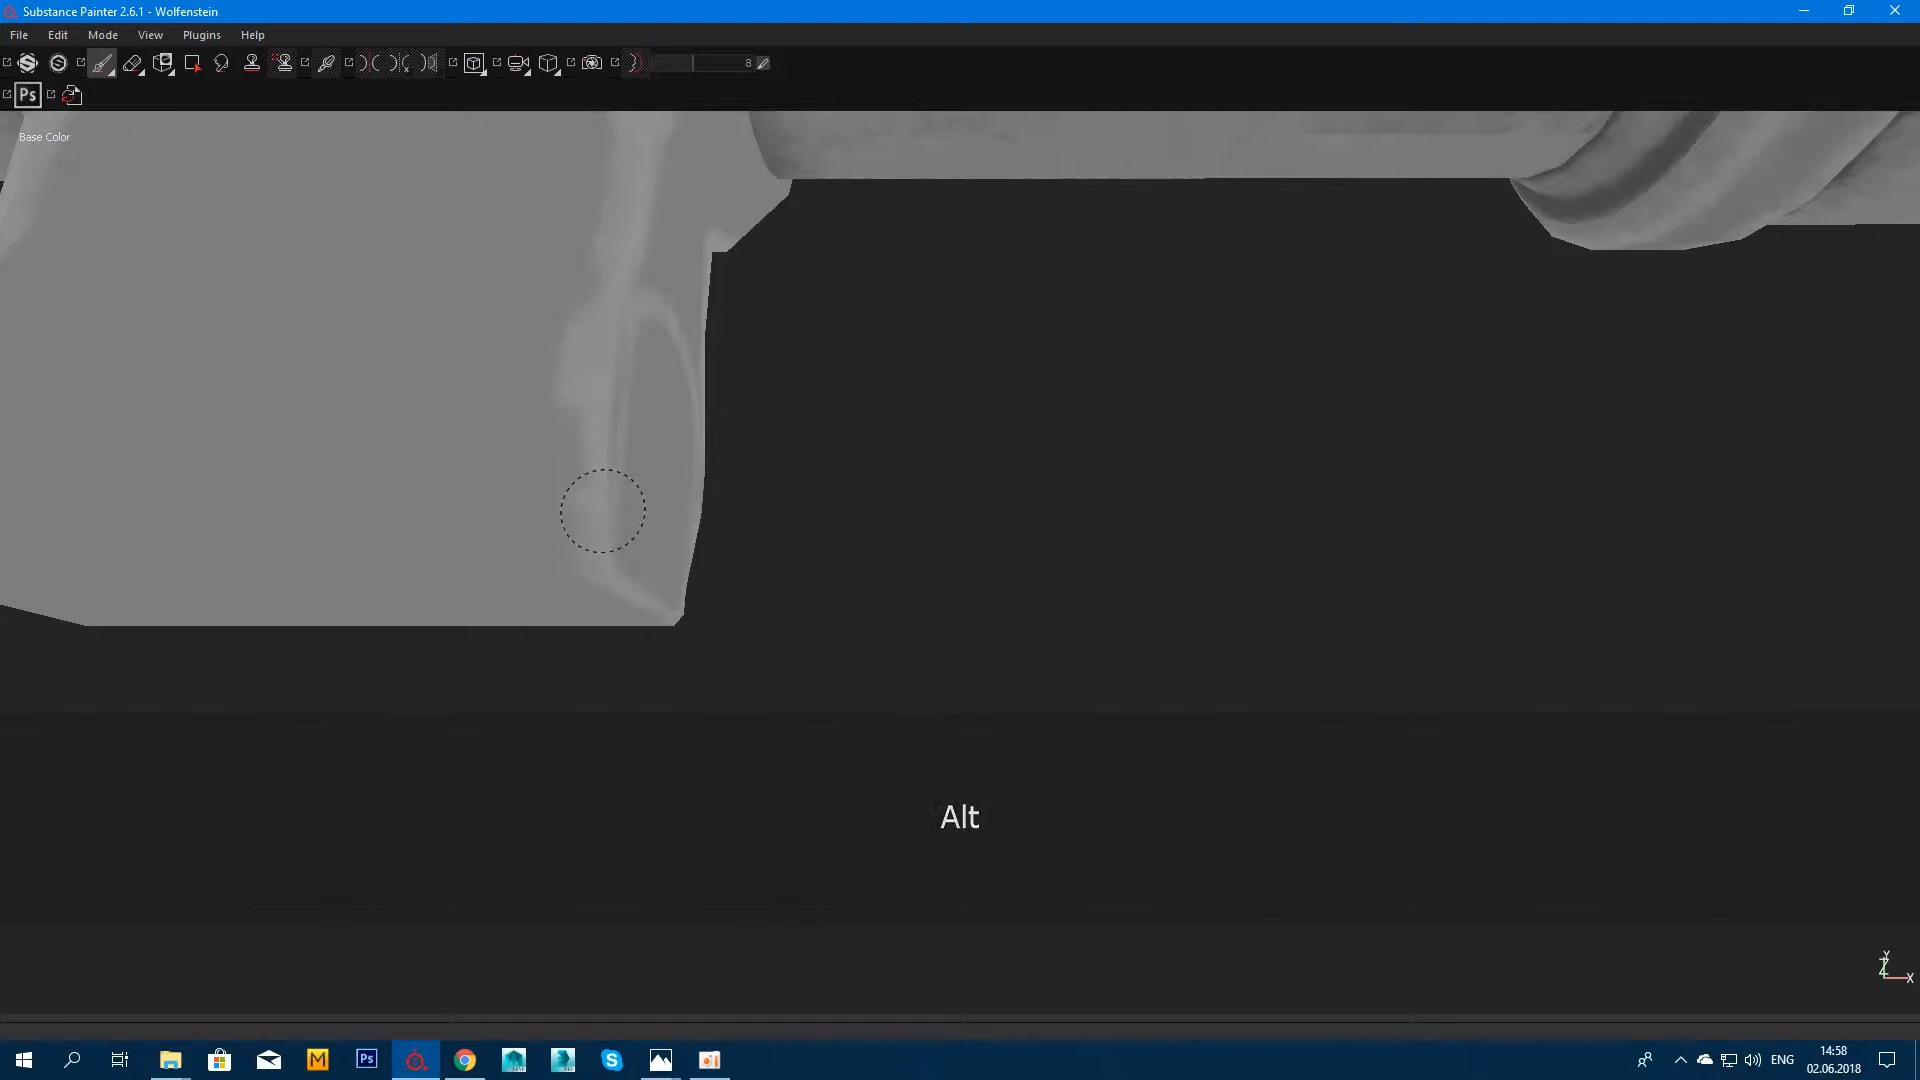 Substance Painter 2.6.1 - Wolfenstein
File Edit Mode View Plugins Help
8
Ps
Base Color
Alt
Y
Z
X
M Ps ENG 14:58
02.06.2018